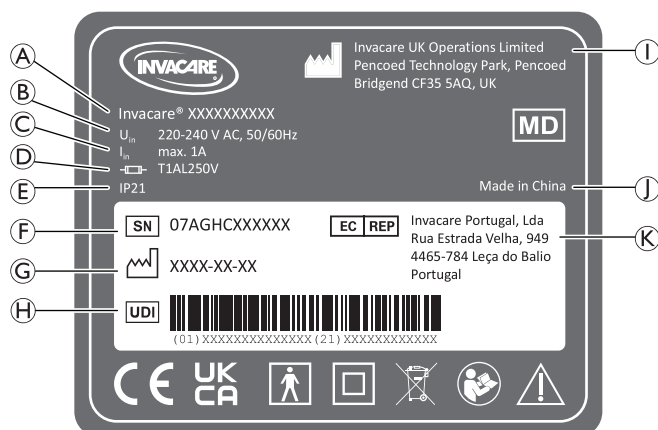 INVACARE
Invacare UK Operations Limited
Pencoed Technology Park, Pencoed
Bridgend CF35 5AQ, UK
I
A
Invacare® XXXXXXXXXX
B
Uin 220-240 V AC, 50/60Hz
MD
C
Iin max. 1A
D
T1AL250V
E
IP21
Made in China
J
F
SN 07AGHCXXXXXX
EC REP
Invacare Portugal, Lda
Rua Estrada Velha, 949
4465-784 Leça do Balio
Portugal
K
G
XXXX-XX-XX
H
UDI
(01)XXXXXXXXXXXXXX(21)XXXXXXXXXXXX
CE
UK
CA
i